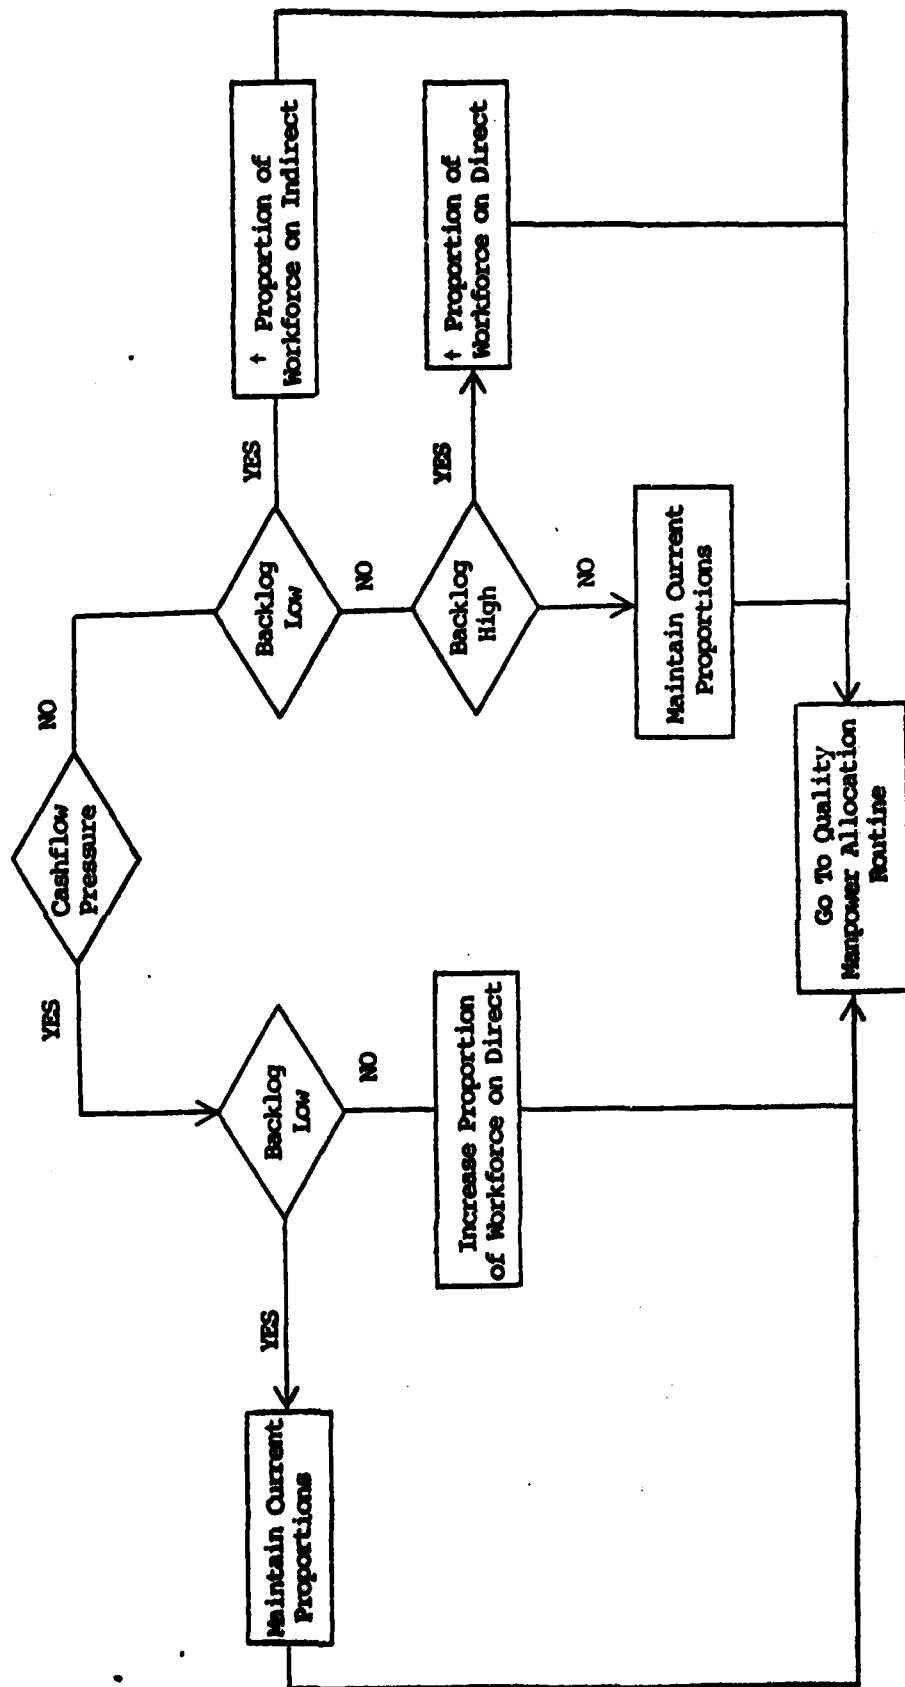 Cashflow
Pressure
YES
NO
Backlog
Low
YES
NO
Maintain Current
Proportions
Increase Proportion
of Workforce on Direct
Backlog
Low
YES
↑ Proportion of
Workforce on Indirect
NO
Backlog
High
YES
↑ Proportion of
Workforce on Direct
NO
Maintain Current
Proportions
Go To Quality
Manpower Allocation
Routine